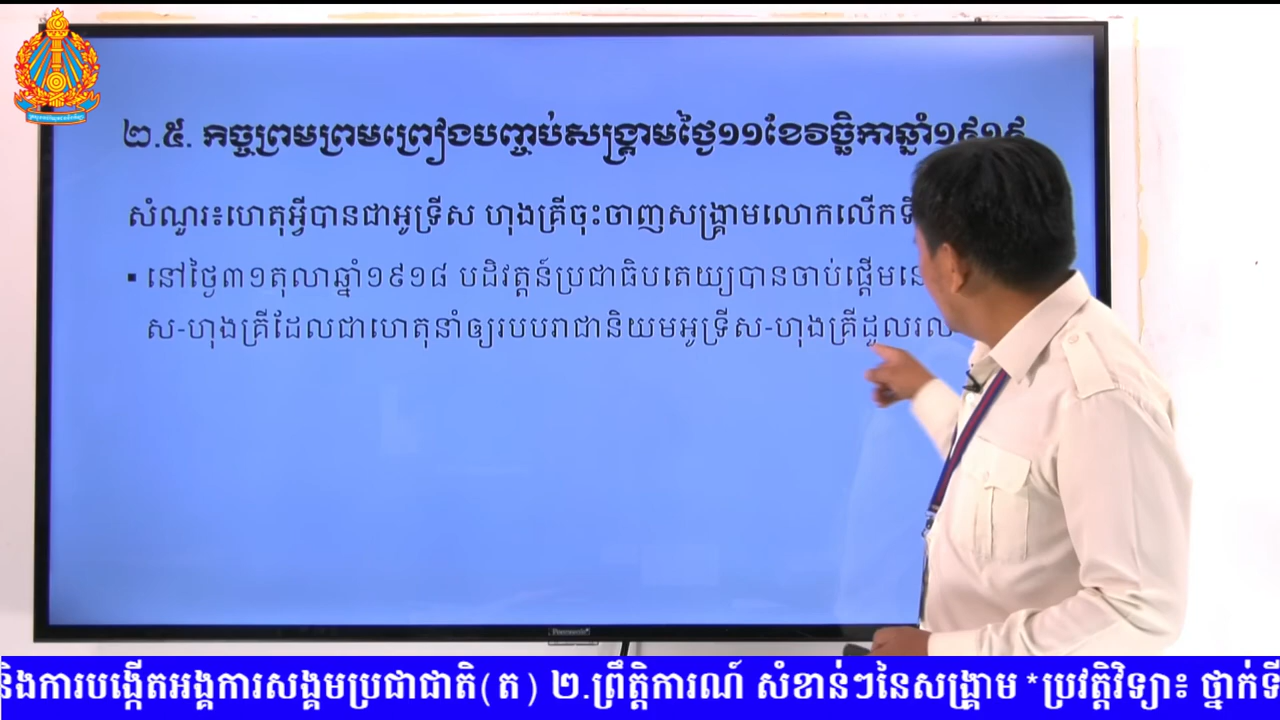 ២.៥. កិច្ចព្រមព្រមព្រៀងបញ្ចប់សង្គ្រាមថ្ងៃ១១ខែវិច្ឆិកាឆ្នាំ១៩១៩
សំណួរ៖ហេតុអ្វីបានជាអូទ្រីស ហុងគ្រីចុះចាញ់សង្គ្រាមលោកលើកទី
▪ នៅថ្ងៃ៣១តុលាឆ្នាំ១៩១៨ បដិវត្តន៍ប្រជាធិបតេយ្យបានចាប់ផ្តើមនៅ
ស-ហុងគ្រីដែលជាហេតុនាំឲ្យរបបរាជានិយមអូទ្រីស-ហុងគ្រីដួលរលំ
និងការបង្កើតអង្គការសង្គមប្រជាជាតិ(ត) ២.ព្រឹត្តិការណ៍ សំខាន់ៗនៃសង្គ្រាម *ប្រវត្តិវិទ្យា៖ ថ្នាក់ទី